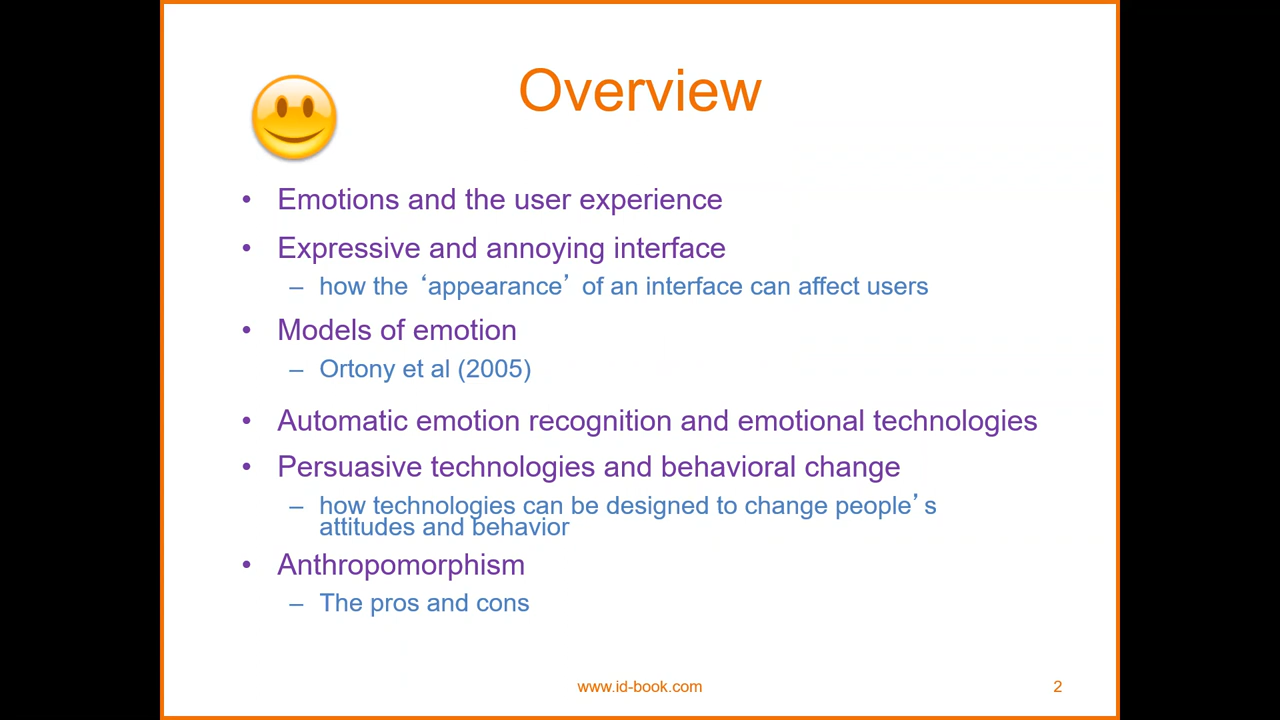 Overview
• Emotions and the user experience
• Expressive and annoying interface
– how the ‘appearance’ of an interface can affect users
• Models of emotion
– Ortony et al (2005)
• Automatic emotion recognition and emotional technologies
• Persuasive technologies and behavioral change
– how technologies can be designed to change people’s
attitudes and behavior
• Anthropomorphism
– The pros and cons
www.id-book.com
2